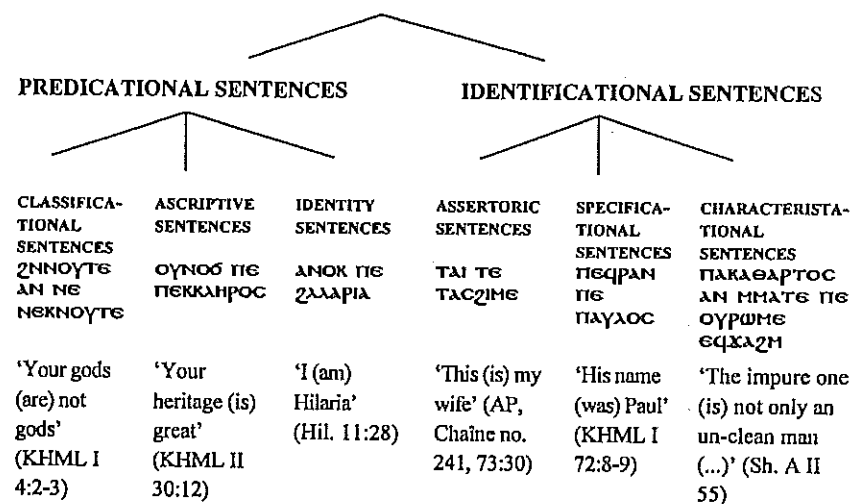 PREDICATIONAL SENTENCES
IDENTIFICATIONAL SENTENCES
CLASSIFICA-
TIONAL
SENTENCES
ϩⲛⲛⲟⲩⲧⲉ
ⲁⲛ ⲛⲉ
ⲛⲉⲕⲛⲟⲩⲧⲉ
'Your gods
(are) not
gods'
(KHML I
4:2-3)
ASCRIPTIVE
SENTENCES
ⲟⲩⲛⲟϭ ⲡⲉ
ⲡⲉⲕⲕⲗⲏⲣⲟⲥ
'Your
heritage (is)
great'
(KHML II
30:12)
IDENTITY
SENTENCES
ⲁⲛⲟⲕ ⲡⲉ
ϩⲁⲗⲁⲣⲓⲁ
'I (am)
Hilaria'
(Hil. 11:28)
ASSERTORIC
SENTENCES
ⲧⲁⲓ ⲧⲉ
ⲧⲁⲥϩⲓⲙⲉ
'This (is) my
wife' (AP,
Chaîne no.
241, 73:30)
SPECIFICA-
TIONAL
SENTENCES
ⲡⲉϥⲣⲁⲛ
ⲡⲉ
ⲡⲁⲩⲗⲟⲥ
'His name
(was) Paul'
(KHML I
72:8-9)
CHARACTERISTA-
TIONAL
SENTENCES
ⲡⲁⲕⲁⲑⲁⲣⲧⲟⲥ
ⲁⲛ ⲙⲙⲁⲧⲉ ⲡⲉ
ⲟⲩⲣⲱⲙⲉ
ⲉϥϫⲁϩⲙ
'The impure one
(is) not only an
un-clean man
(...)' (Sh. A II
55)